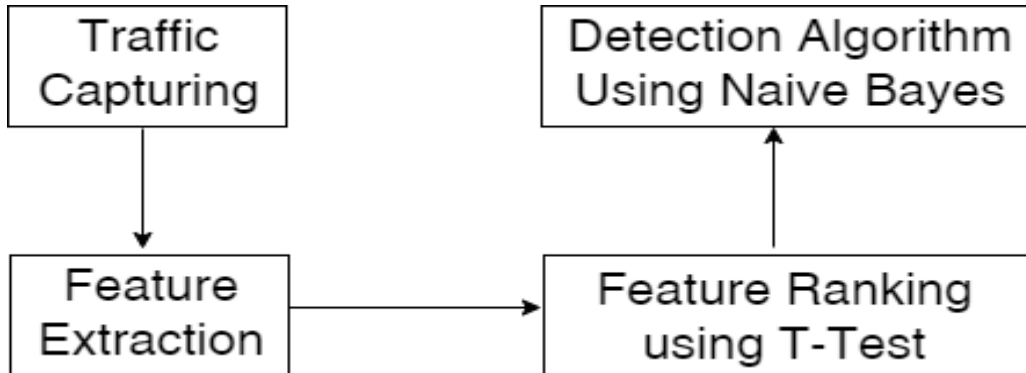 Traffic
Capturing
Detection Algorithm
Using Naive Bayes
Feature
Extraction
Feature Ranking
using T-Test